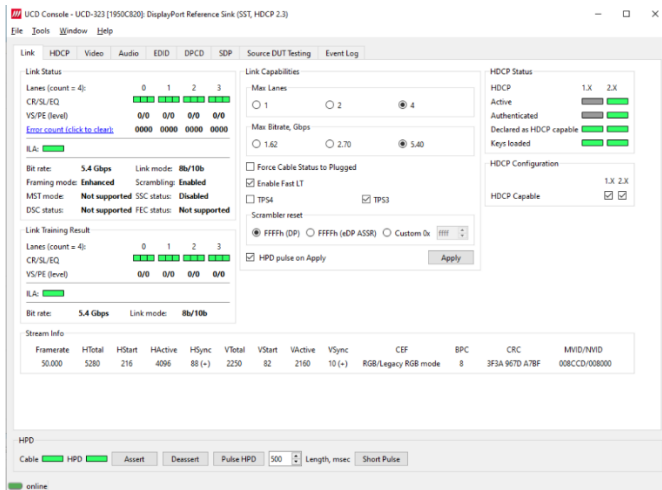 UCD Console - UCD-323 [1950C820]: DisplayPort Reference Sink (SST, HDCP 2.3)
File Tools Window Help
Link HDCP Video Audio EDID DPCD SDP Source DUT Testing Event Log
Link Status
Lanes (count = 4): 0 1 2 3
CR/SL/EQ
VS/PE (level) 0/0 0/0 0/0 0/0
Error count (click to clear): 0000 0000 0000 0000
ILA:
Bit rate: 5.4 Gbps Link mode: 8b/10b
Framing mode: Enhanced Scrambling: Enabled
MST mode: Not supported SSC status: Disabled
DSC status: Not supported FEC status: Not supported
Link Training Result
Lanes (count = 4): 0 1 2 3
CR/SL/EQ
VS/PE (level) 0/0 0/0 0/0 0/0
ILA:
Bit rate: 5.4 Gbps Link mode: 8b/10b
Link Capabilities
Max Lanes
1 2 4
Max Bitrate, Gbps
1.62 2.70 5.40
Force Cable Status to Plugged
Enable Fast LT
TPS4 TPS3
Scrambler reset
FFFFh (DP) FFFEh (eDP ASSR) Custom 0x ffff
HPD pulse on Apply Apply
HDCP Status
HDCP 1.X 2.X
Active
Authenticated
Declared as HDCP capable
Keys loaded
HDCP Configuration
1.X 2.X
HDCP Capable
Stream Info
Framerate HTotal HStart HActive HSync VTotal VStart VActive VSync CEF BPC CRC MVID/NVID
50.000 5280 216 4096 88 (+) 2250 82 2160 10 (+) RGB/Legacy RGB mode 8 3F3A 967D A7BF 008CCD/008000
HPD
Cable HPD Assert Deassert Pulse HPD 500 Length, msec Short Pulse
online